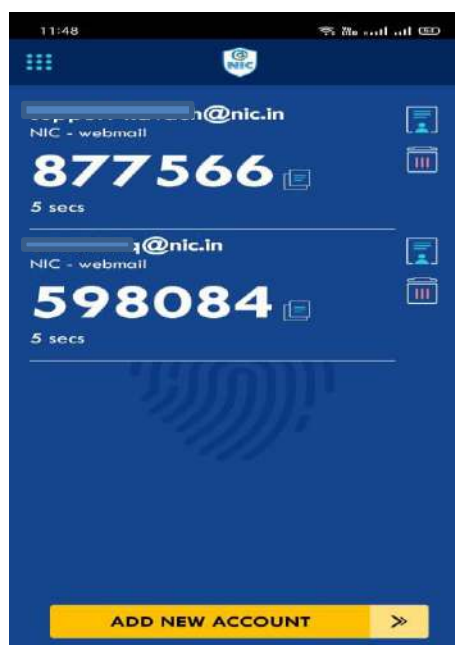 11:48
@
NIC
@nic.in
NIC - webmail
877566
5 secs
@nic.in
NIC - webmail
598084
5 secs
ADD NEW ACCOUNT